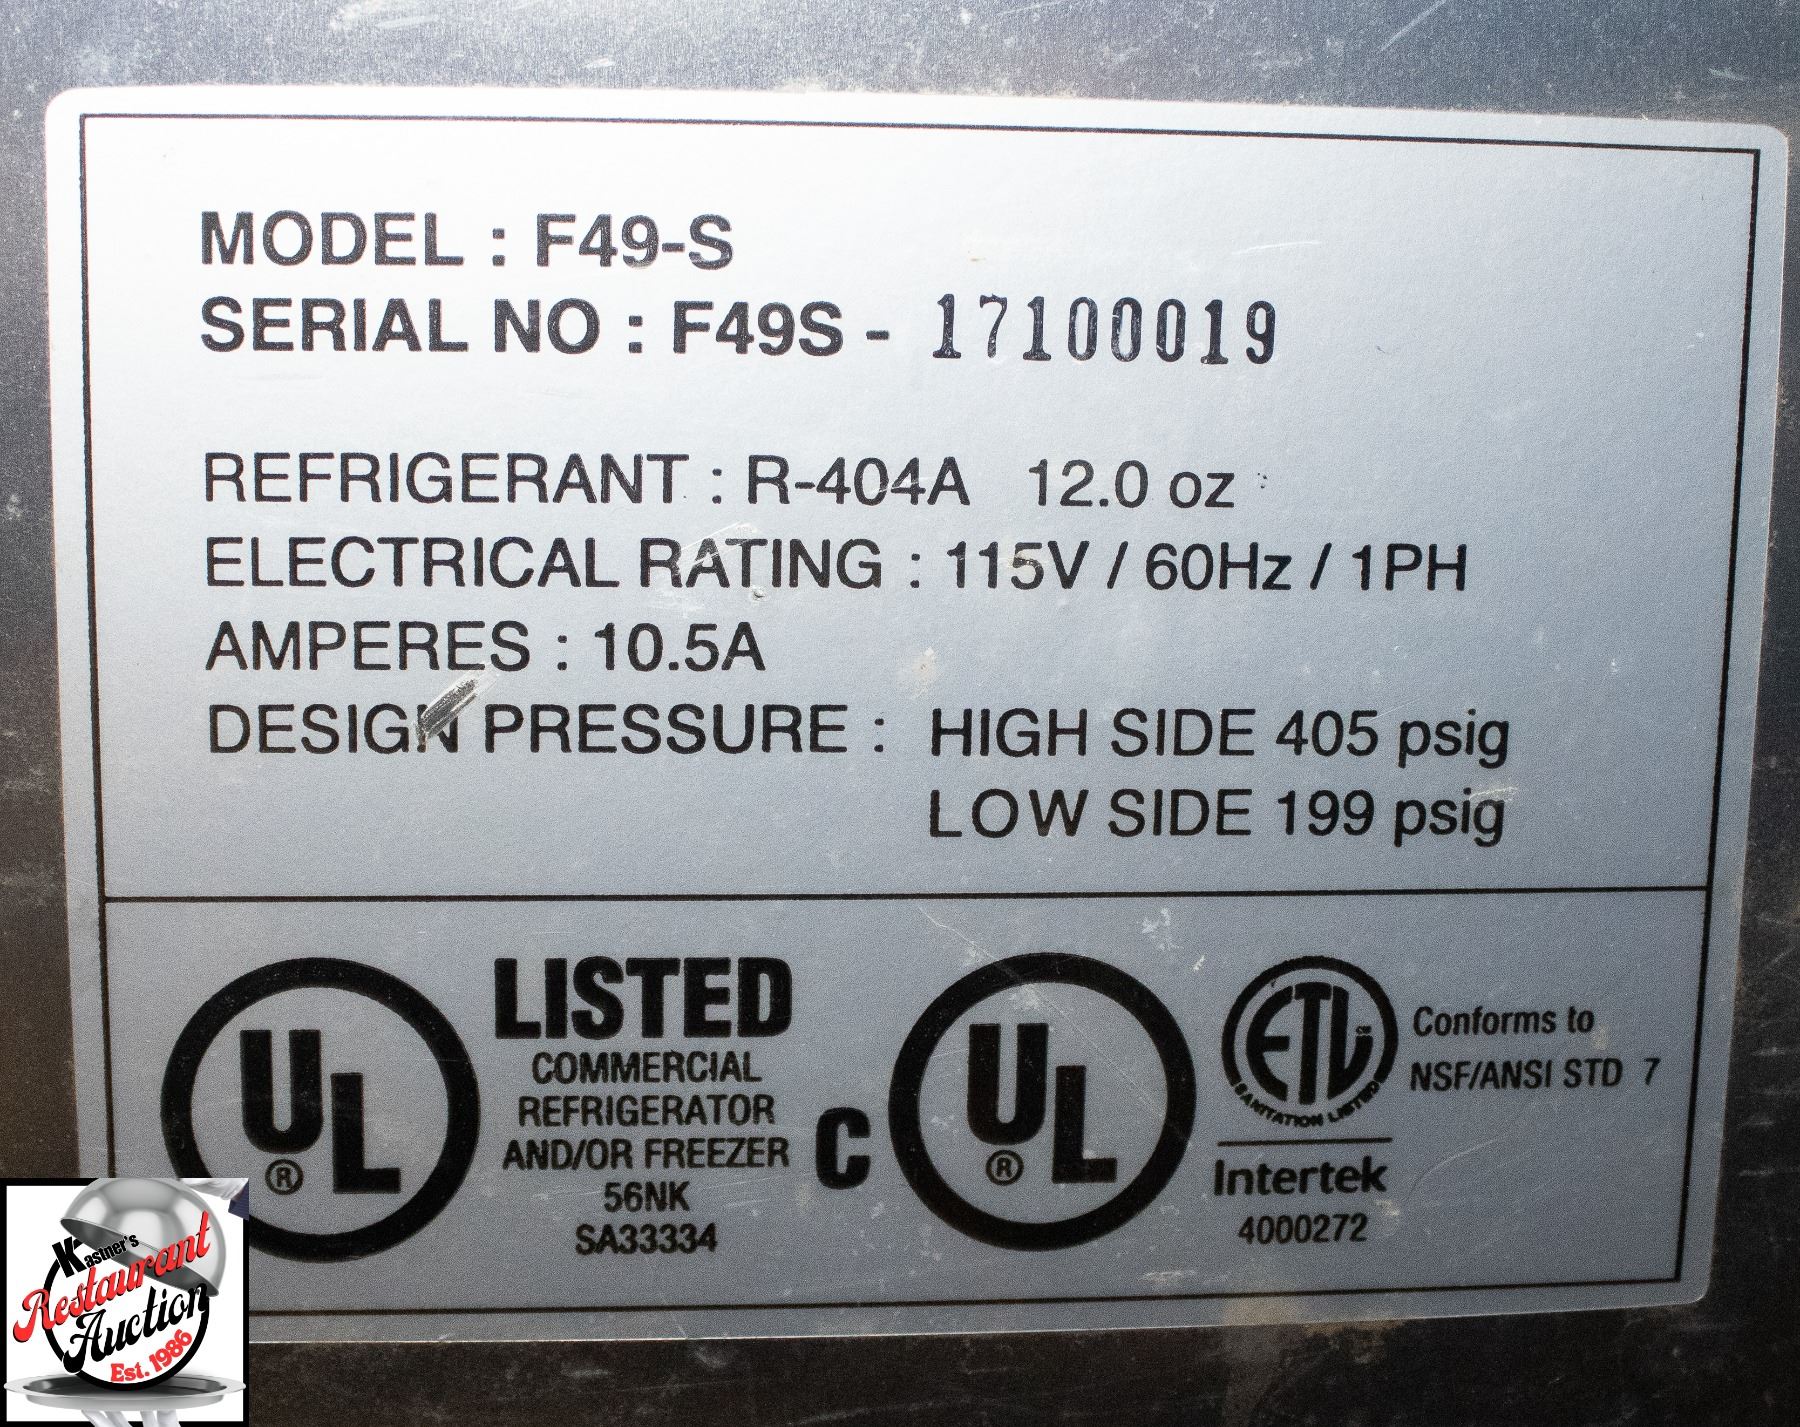 MODEL : F49-S
SERIAL NO : F49S - 17100019
REFRIGERANT : R-404A 12.0 oz
ELECTRICAL RATING : 115V / 60Hz / 1PH
AMPERES : 10.5A
DESIGN PRESSURE : HIGH SIDE 405 psig
LOW SIDE 199 psig
UL ®
LISTED
COMMERCIAL
REFRIGERATOR
AND/OR FREEZER
56NK
SA33334
C UL ®
ETL CM
SANITATION LISTED
Intertek
4000272
Conforms to
NSF/ANSI STD 7
Kastner's
Restaurant
Auction
Est. 1986